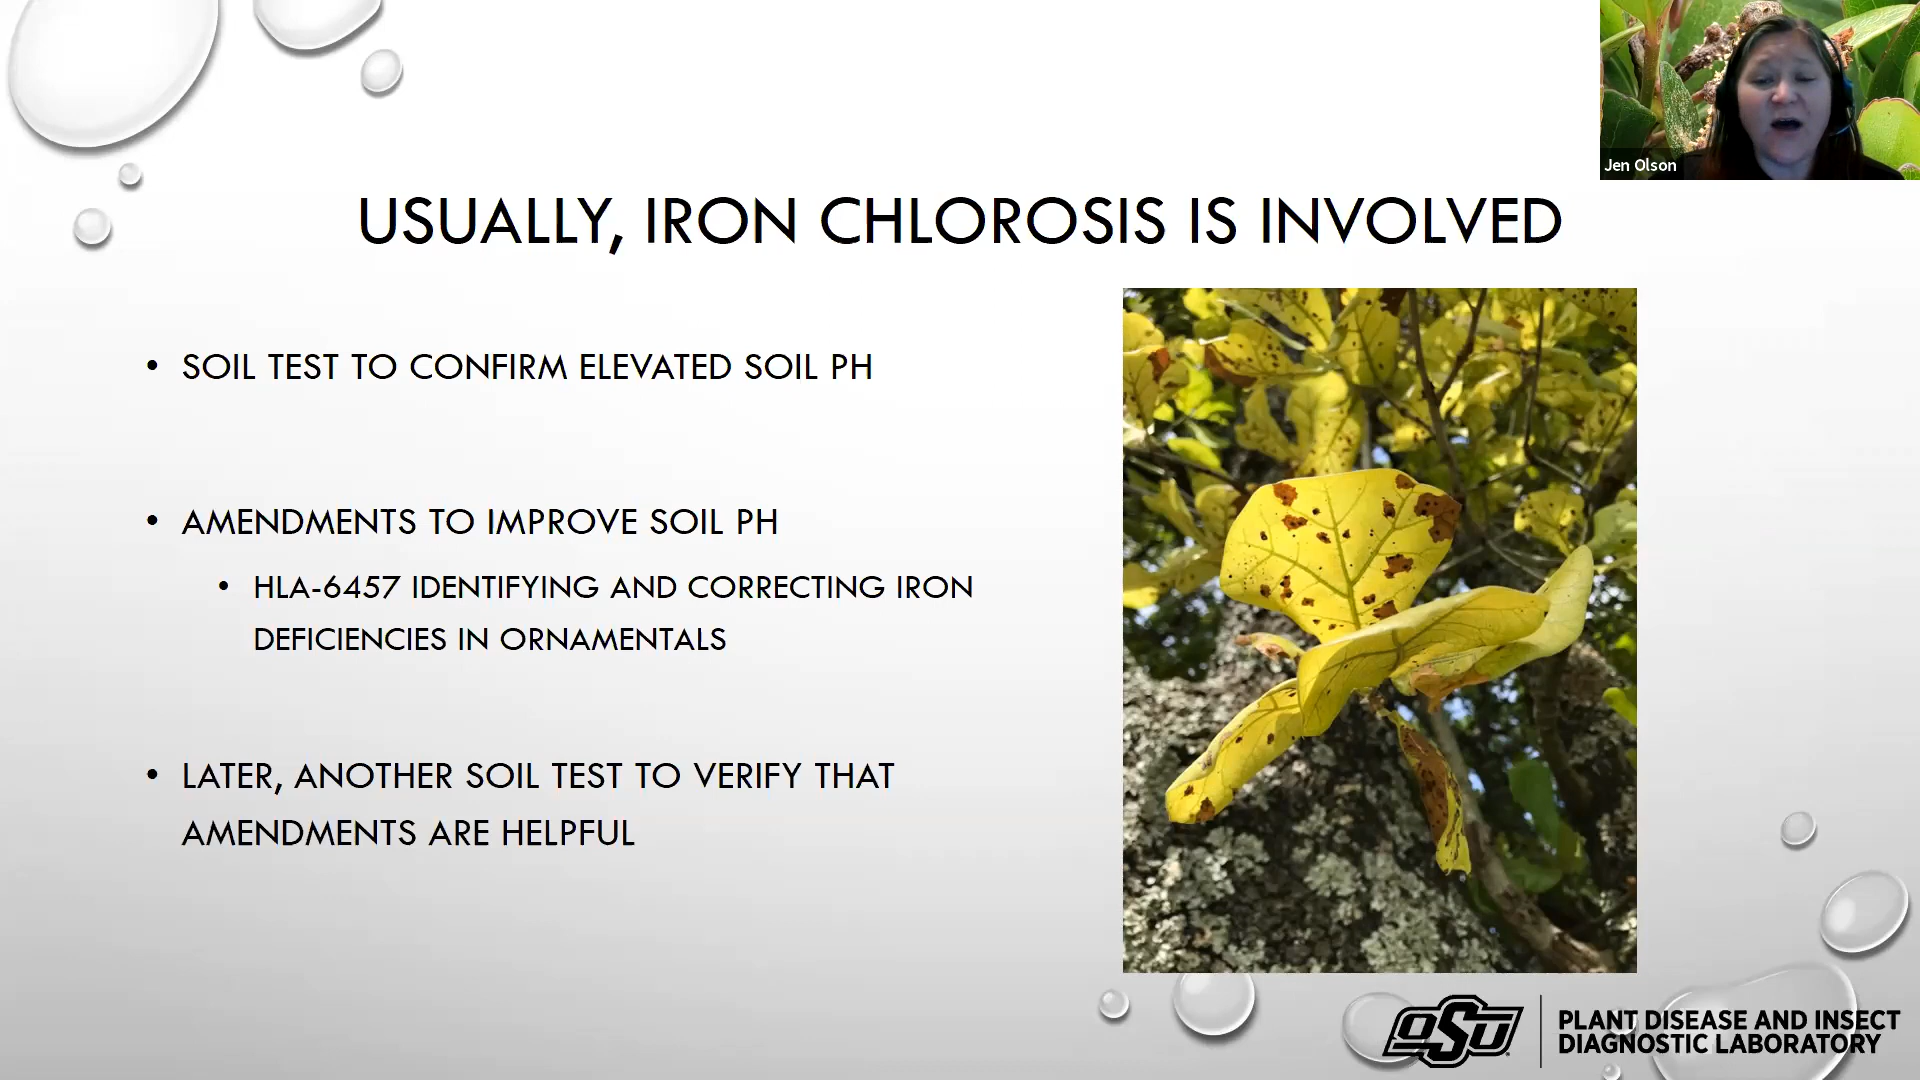 Jen Olson
USUALLY, IRON CHLOROSIS IS INVOLVED
• SOIL TEST TO CONFIRM ELEVATED SOIL PH
• AMENDMENTS TO IMPROVE SOIL PH
• HLA-6457 IDENTIFYING AND CORRECTING IRON
DEFICIENCIES IN ORNAMENTALS
• LATER, ANOTHER SOIL TEST TO VERIFY THAT
AMENDMENTS ARE HELPFUL
OSU
PLANT DISEASE AND INSECT
DIAGNOSTIC LABORATORY